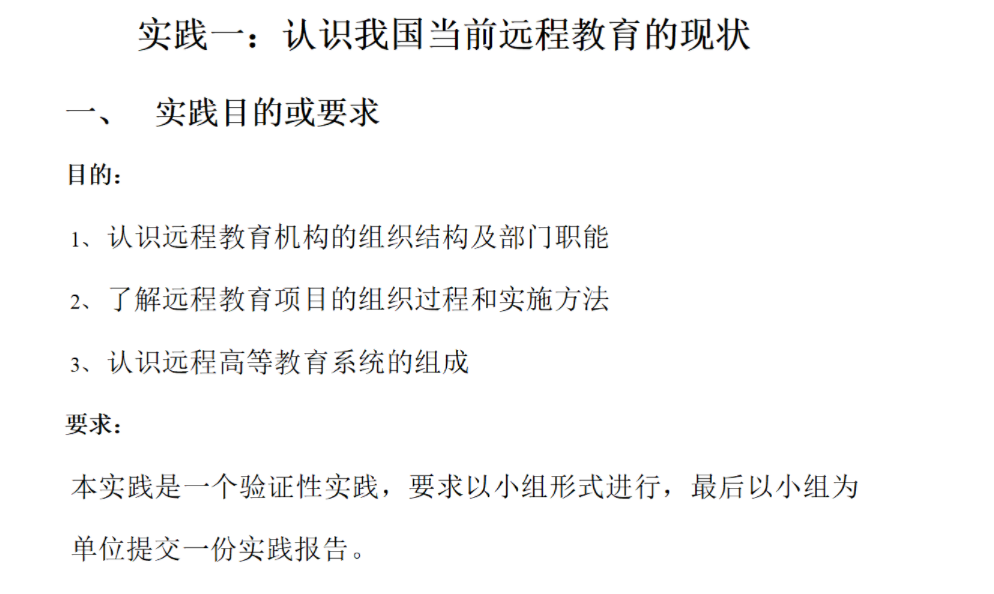 实践一：认识我国当前远程教育的现状
一、 实践目的或要求
目的：
1、认识远程教育机构的组织结构及部门职能
2、了解远程教育项目的组织过程和实施方法
3、认识远程高等教育系统的组成
要求：
本实践是一个验证性实践，要求以小组形式进行，最后以小组为
单位提交一份实践报告。